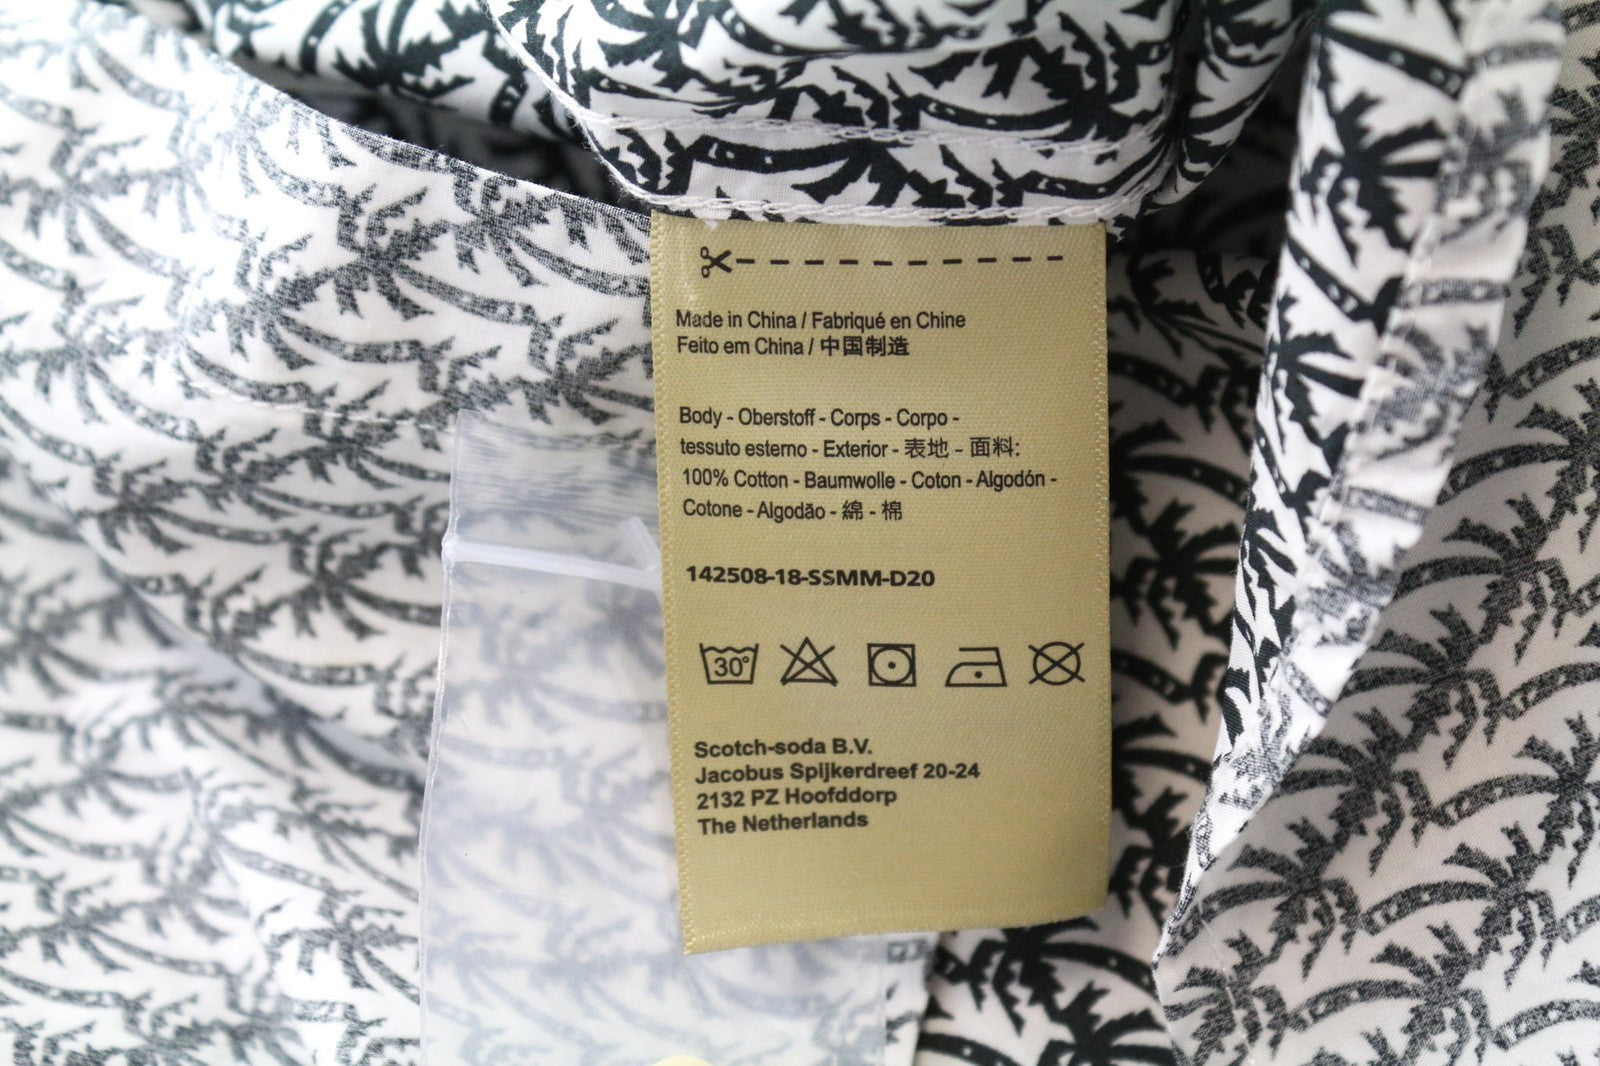 Made in China / Fabriqué en Chine
Feito em China / 中国制造
Body - Oberstoff - Corps - Corpo -
tessuto esterno - Exterior - 表地 - 面料:
100% Cotton - Baumwolle - Coton - Algodón -
Cotone - Algodão - 綿 - 棉
142508-18-SSMM-D20
30°
Scotch-soda B.V.
Jacobus Spijkerdreef 20-24
2132 PZ Hoofddorp
The Netherlands